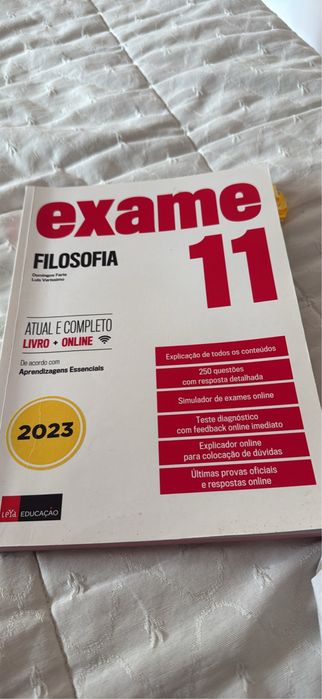 exame
FILOSOFIA
Domingos Faria
Luís Veríssimo
11
ATUAL E COMPLETO
LIVRO + ONLINE
De acordo com
Aprendizagens Essenciais
2023
Explicação de todos os conteúdos
250 questões
com resposta detalhada
Simulador de exames online
Teste diagnóstico
com feedback online imediato
Explicador online
para colocação de dúvidas
Últimas provas oficiais
e respostas online
LeYa EDUCAÇÃO